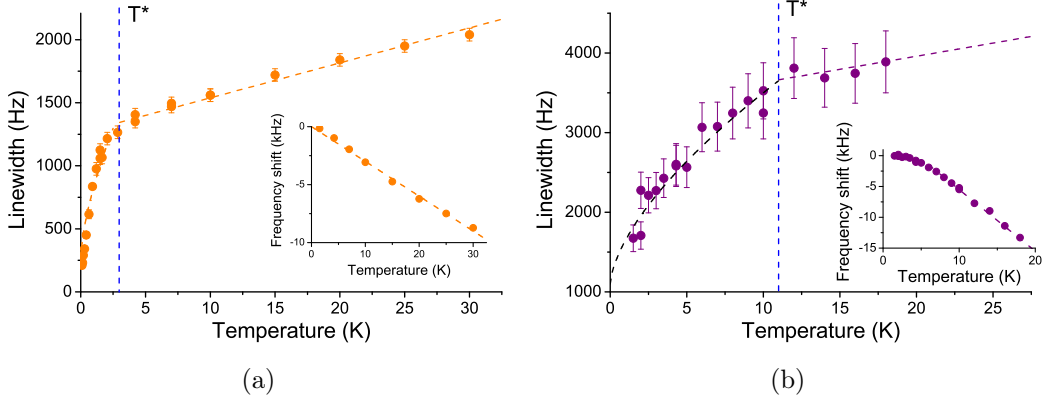 T*
Linewidth (Hz)
2000
1500
1000
500
0
0 5 10 15 20 25 30
Temperature (K)
Frequency shift (kHz)
0
-5
-10
0 10 20 30
Temperature (K)
(a)
T*
Linewidth (Hz)
4000
3000
2000
1000
0 5 10 15 20 25
Temperature (K)
Frequency shift (kHz)
0
-5
-10
-15
0 10 20
Temperature (K)
(b)